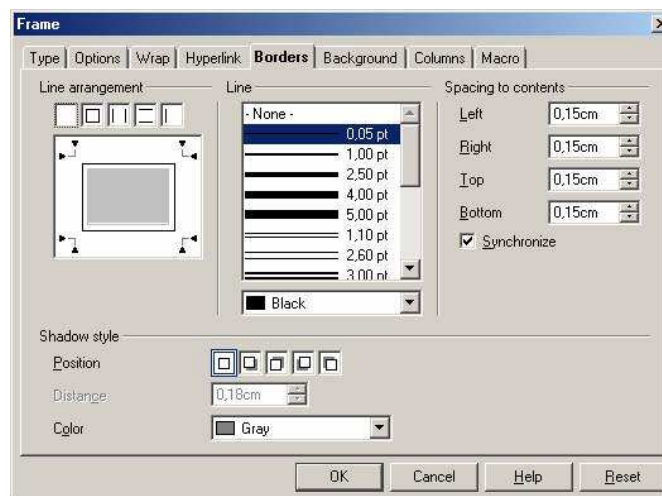 Frame
Type Options Wrap Hyperlink Borders Background Columns Macro
Line arrangement
Line
- None -
0,05 pt
1,00 pt
2,50 pt
4,00 pt
5,00 pt
1,10 pt
2,60 pt
3,00 pt
Black
Spacing to contents
Left 0,15cm
Right 0,15cm
Top 0,15cm
Bottom 0,15cm
Synchronize
Shadow style
Position
Distance 0,18cm
Color Gray
OK Cancel Help Reset